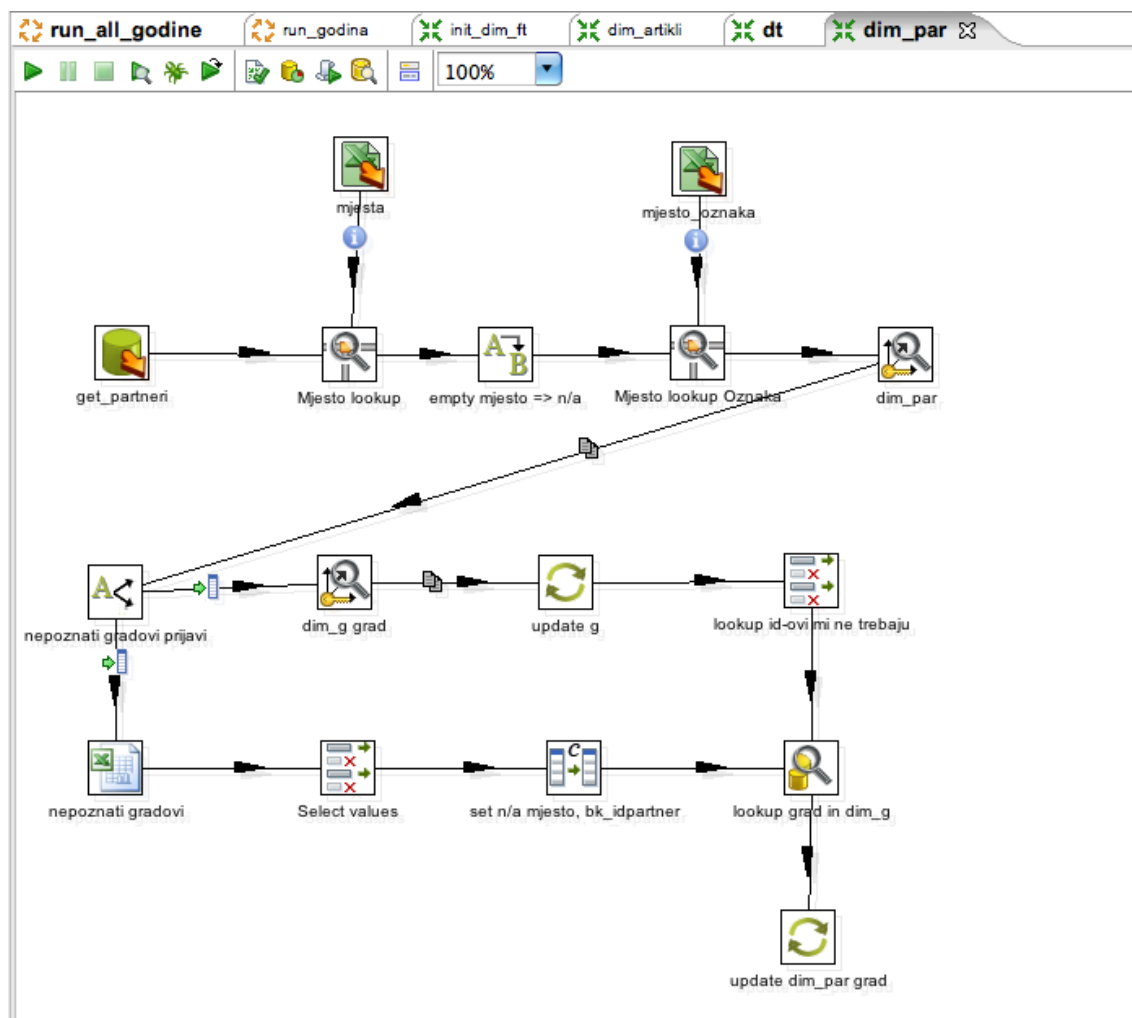 run_all_godine
run_godina
init_dim_ft
dim_artikli
dt
dim_par
100%
mjesta
mjesto_oznaka
get_partneri
Mjesto lookup
empty mjesto => n/a
Mjesto lookup Oznaka
dim_par
nepoznati gradovi prijavi
dim_g grad
update g
lookup id-ovi mi ne trebaju
nepoznati gradovi
Select values
set n/a mjesto, bk_idpartner
lookup grad in dim_g
update dim_par grad